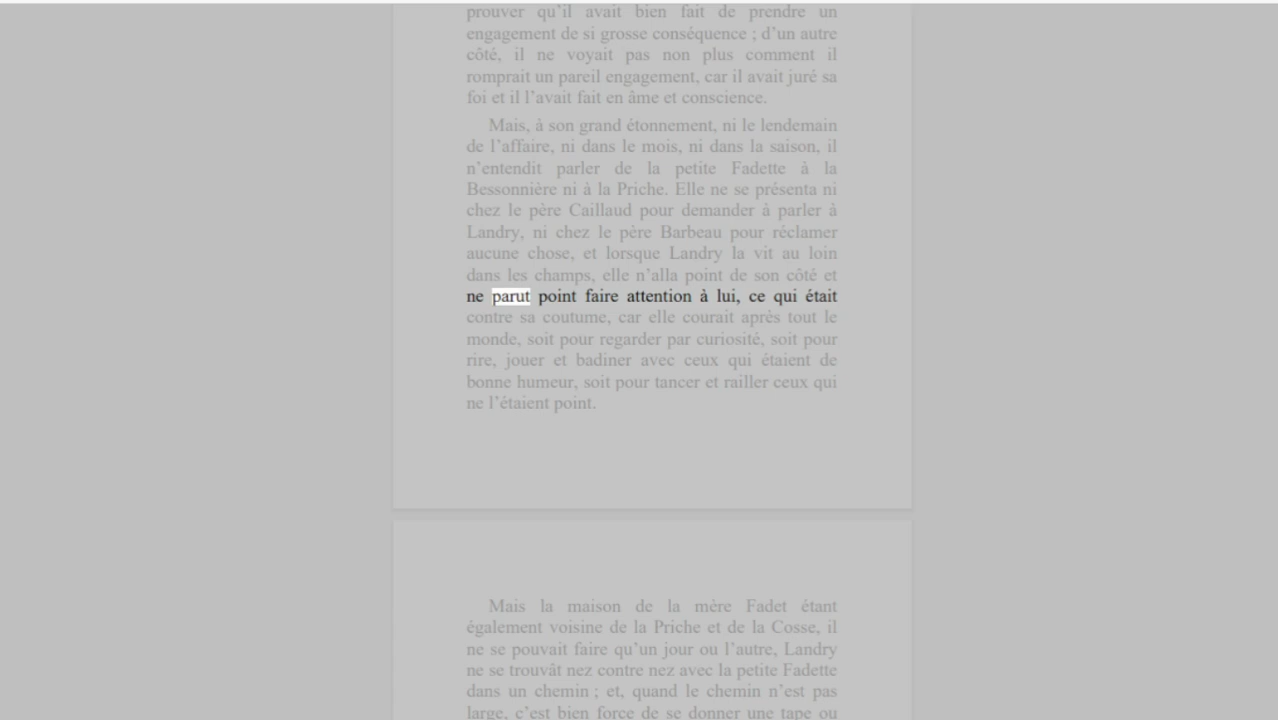 prouver qu’il avait bien fait de prendre un
engagement de si grosse conséquence ; d’un autre
côté, il ne voyait pas non plus comment il
romprait un pareil engagement, car il avait juré sa
foi et il l’avait fait en âme et conscience.
Mais, à son grand étonnement, ni le lendemain
de l’affaire, ni dans le mois, ni dans la saison, il
n’entendit parler de la petite Fadette à la
Bessonnière ni à la Priche. Elle ne se présenta ni
chez le père Caillaud pour demander à parler à
Landry, ni chez le père Barbeau pour réclamer
aucune chose, et lorsque Landry la vit au loin
dans les champs, elle n’alla point de son côté et
ne parut point faire attention à lui, ce qui était
contre sa coutume, car elle courait après tout le
monde, soit pour regarder par curiosité, soit pour
rire, jouer et badiner avec ceux qui étaient de
bonne humeur, soit pour tancer et railler ceux qui
ne l’étaient point.
Mais la maison de la mère Fadet étant
également voisine de la Priche et de la Cosse, il
ne se pouvait faire qu’un jour ou l’autre, Landry
ne se trouvât nez contre nez avec la petite Fadette
dans un chemin ; et, quand le chemin n’est pas
large, c’est bien force de se donner une tape ou